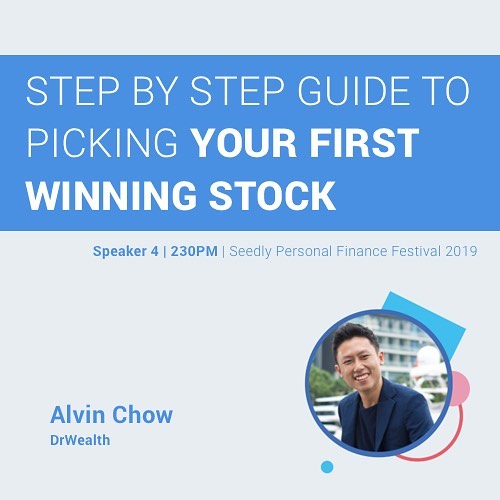 STEP BY STEP GUIDE TO
PICKING YOUR FIRST
WINNING STOCK
Speaker 4 | 230PM | Seedly Personal Finance Festival 2019
Alvin Chow
DrWealth